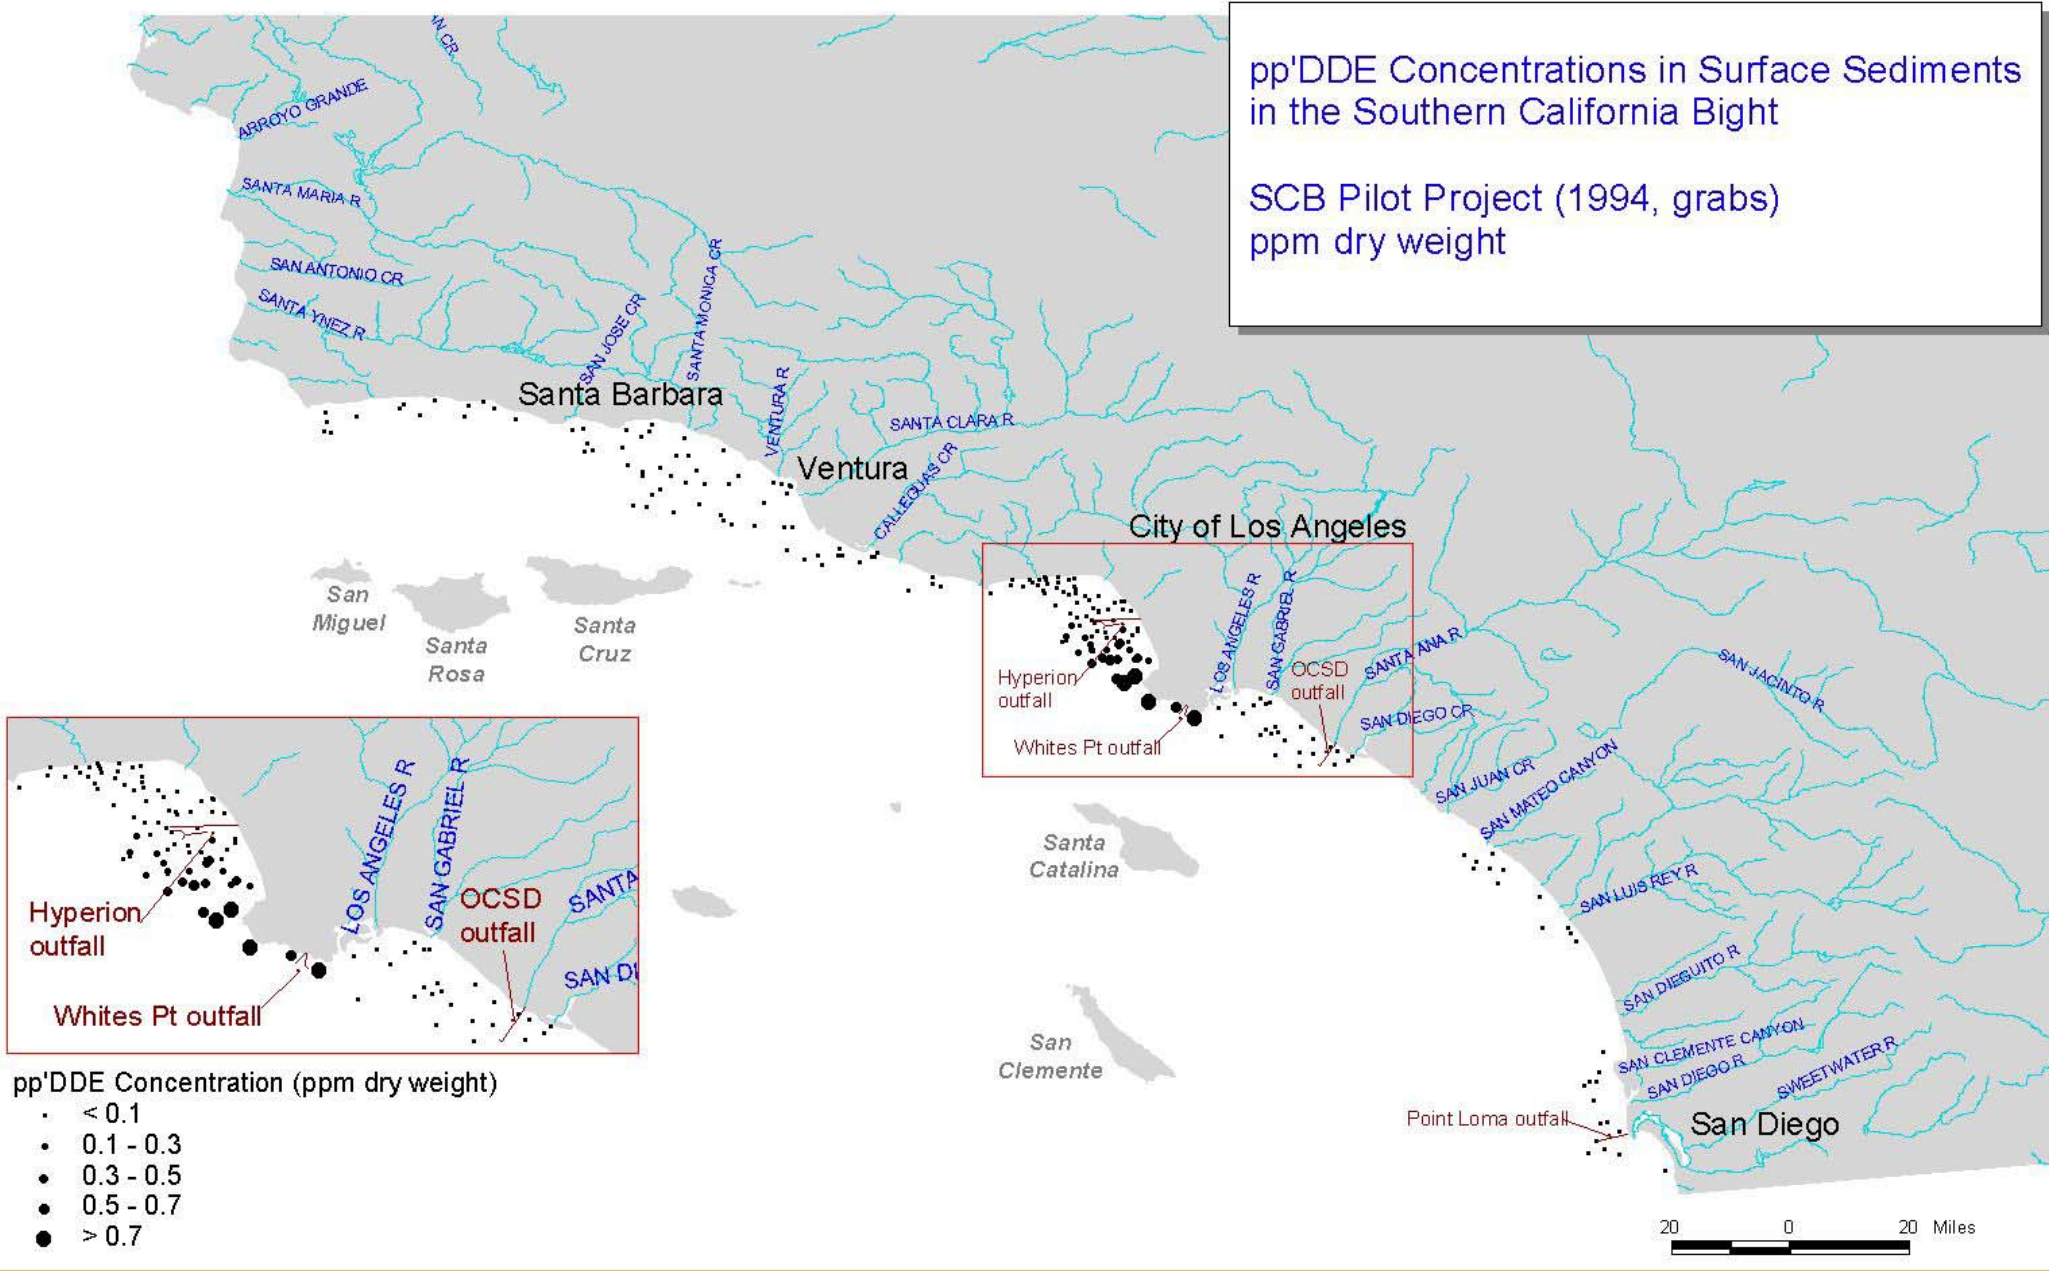 pp'DDE Concentrations in Surface Sediments
in the Southern California Bight
SCB Pilot Project (1994, grabs)
ppm dry weight
N CR
ARROYO GRANDE
SANTA MARIA R
SAN ANTONIO CR
SANTA YNEZ R
SAN JOSE CR
SANTA MONICA CR
Santa Barbara
VENTURA R
SANTA CLARA R
Ventura
CALLEGUAS CR
City of Los Angeles
San
Miguel
Santa
Rosa
Santa
Cruz
LOS ANGELES R
SAN GABRIEL R
OCSD
outfall
SANTA ANA R
SAN DIEGO CR
Hyperion
outfall
Whites Pt outfall
SAN JACINTO R
SAN JUAN CR
SAN MATEO CANYON
Santa
Catalina
SAN LUIS REY R
SAN DIEGUITO R
San
Clemente
SAN CLEMENTE CANYON
SAN DIEGO R
SWEETWATER R
Point Loma outfall
San Diego
LOS ANGELES R
SAN GABRIEL R
OCSD
outfall
SANTA
SAN DI
Hyperion
outfall
Whites Pt outfall
pp'DDE Concentration (ppm dry weight)
< 0.1
0.1 - 0.3
0.3 - 0.5
0.5 - 0.7
> 0.7
20 0 20 Miles